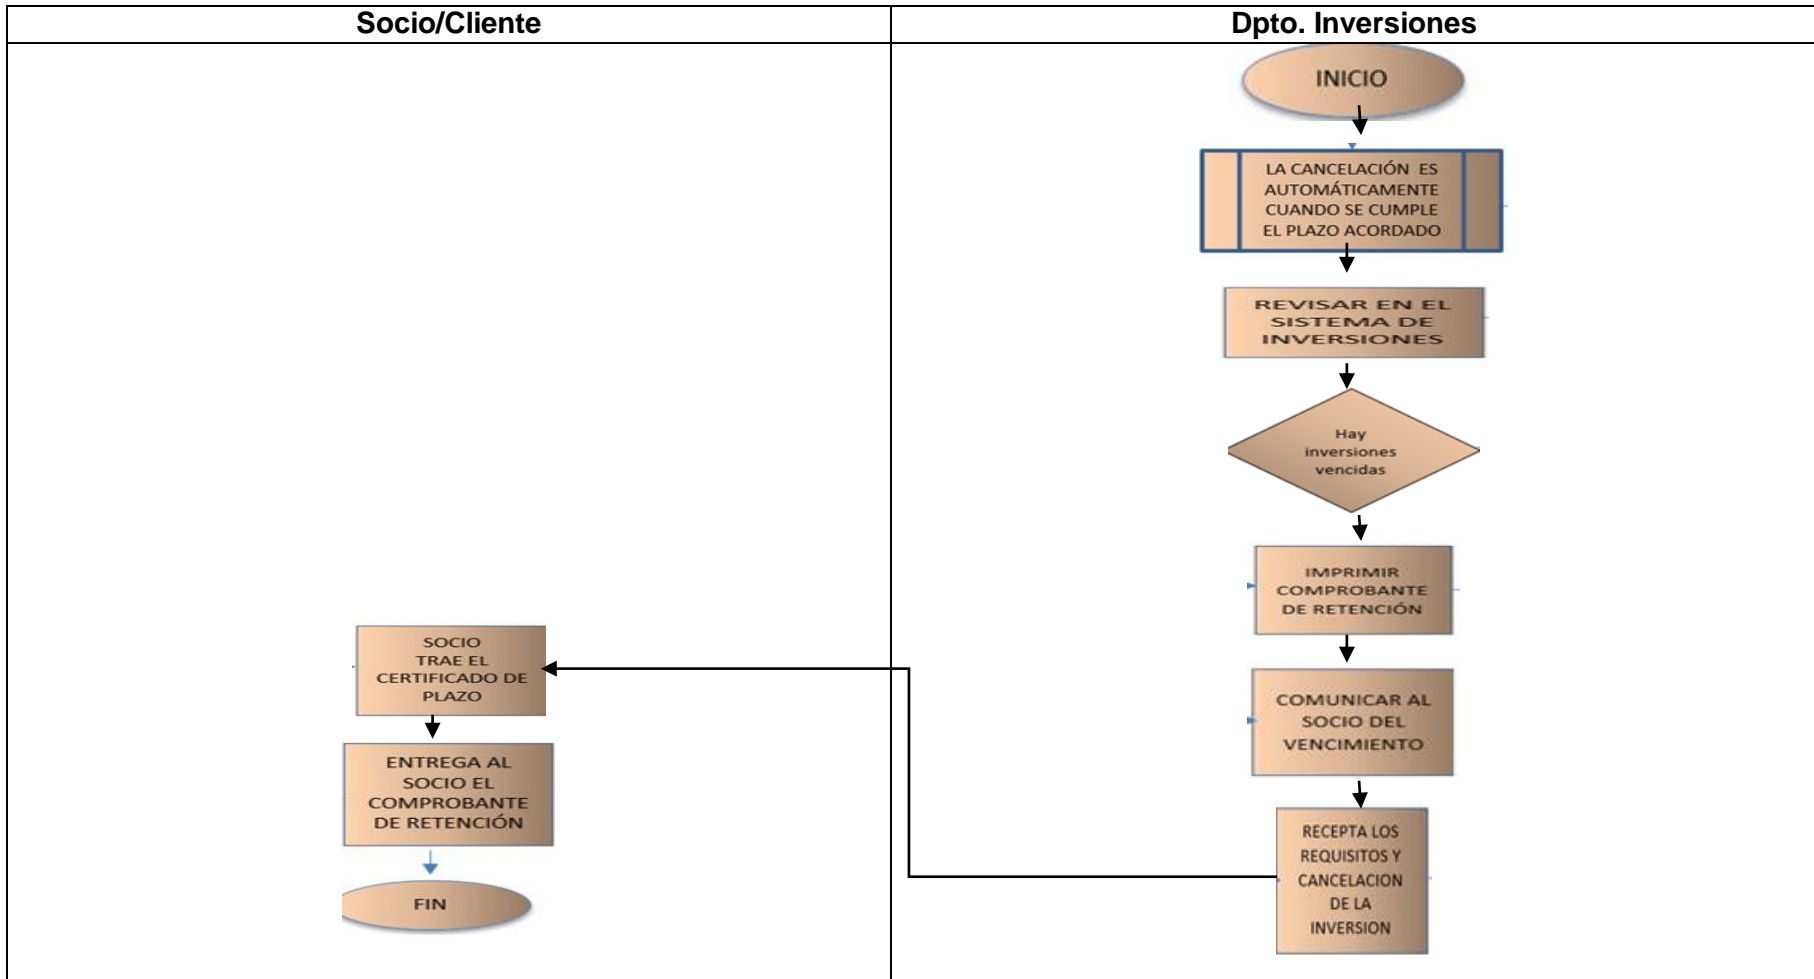 Socio/Cliente
Dpto. Inversiones
INICIO
LA CANCELACIÓN ES
AUTOMÁTICAMENTE
CUANDO SE CUMPLE
EL PLAZO ACORDADO
REVISAR EN EL
SISTEMA DE
INVERSIONES
Hay
inversiones
vencidas
IMPRIMIR
COMPROBANTE
DE RETENCIÓN
COMUNICAR AL
SOCIO DEL
VENCIMIENTO
RECEPTA LOS
REQUISITOS Y
CANCELACION
DE LA
INVERSION
SOCIO
TRAE EL
CERTIFICADO DE
PLAZO
ENTREGA AL
SOCIO EL
COMPROBANTE
DE RETENCIÓN
FIN